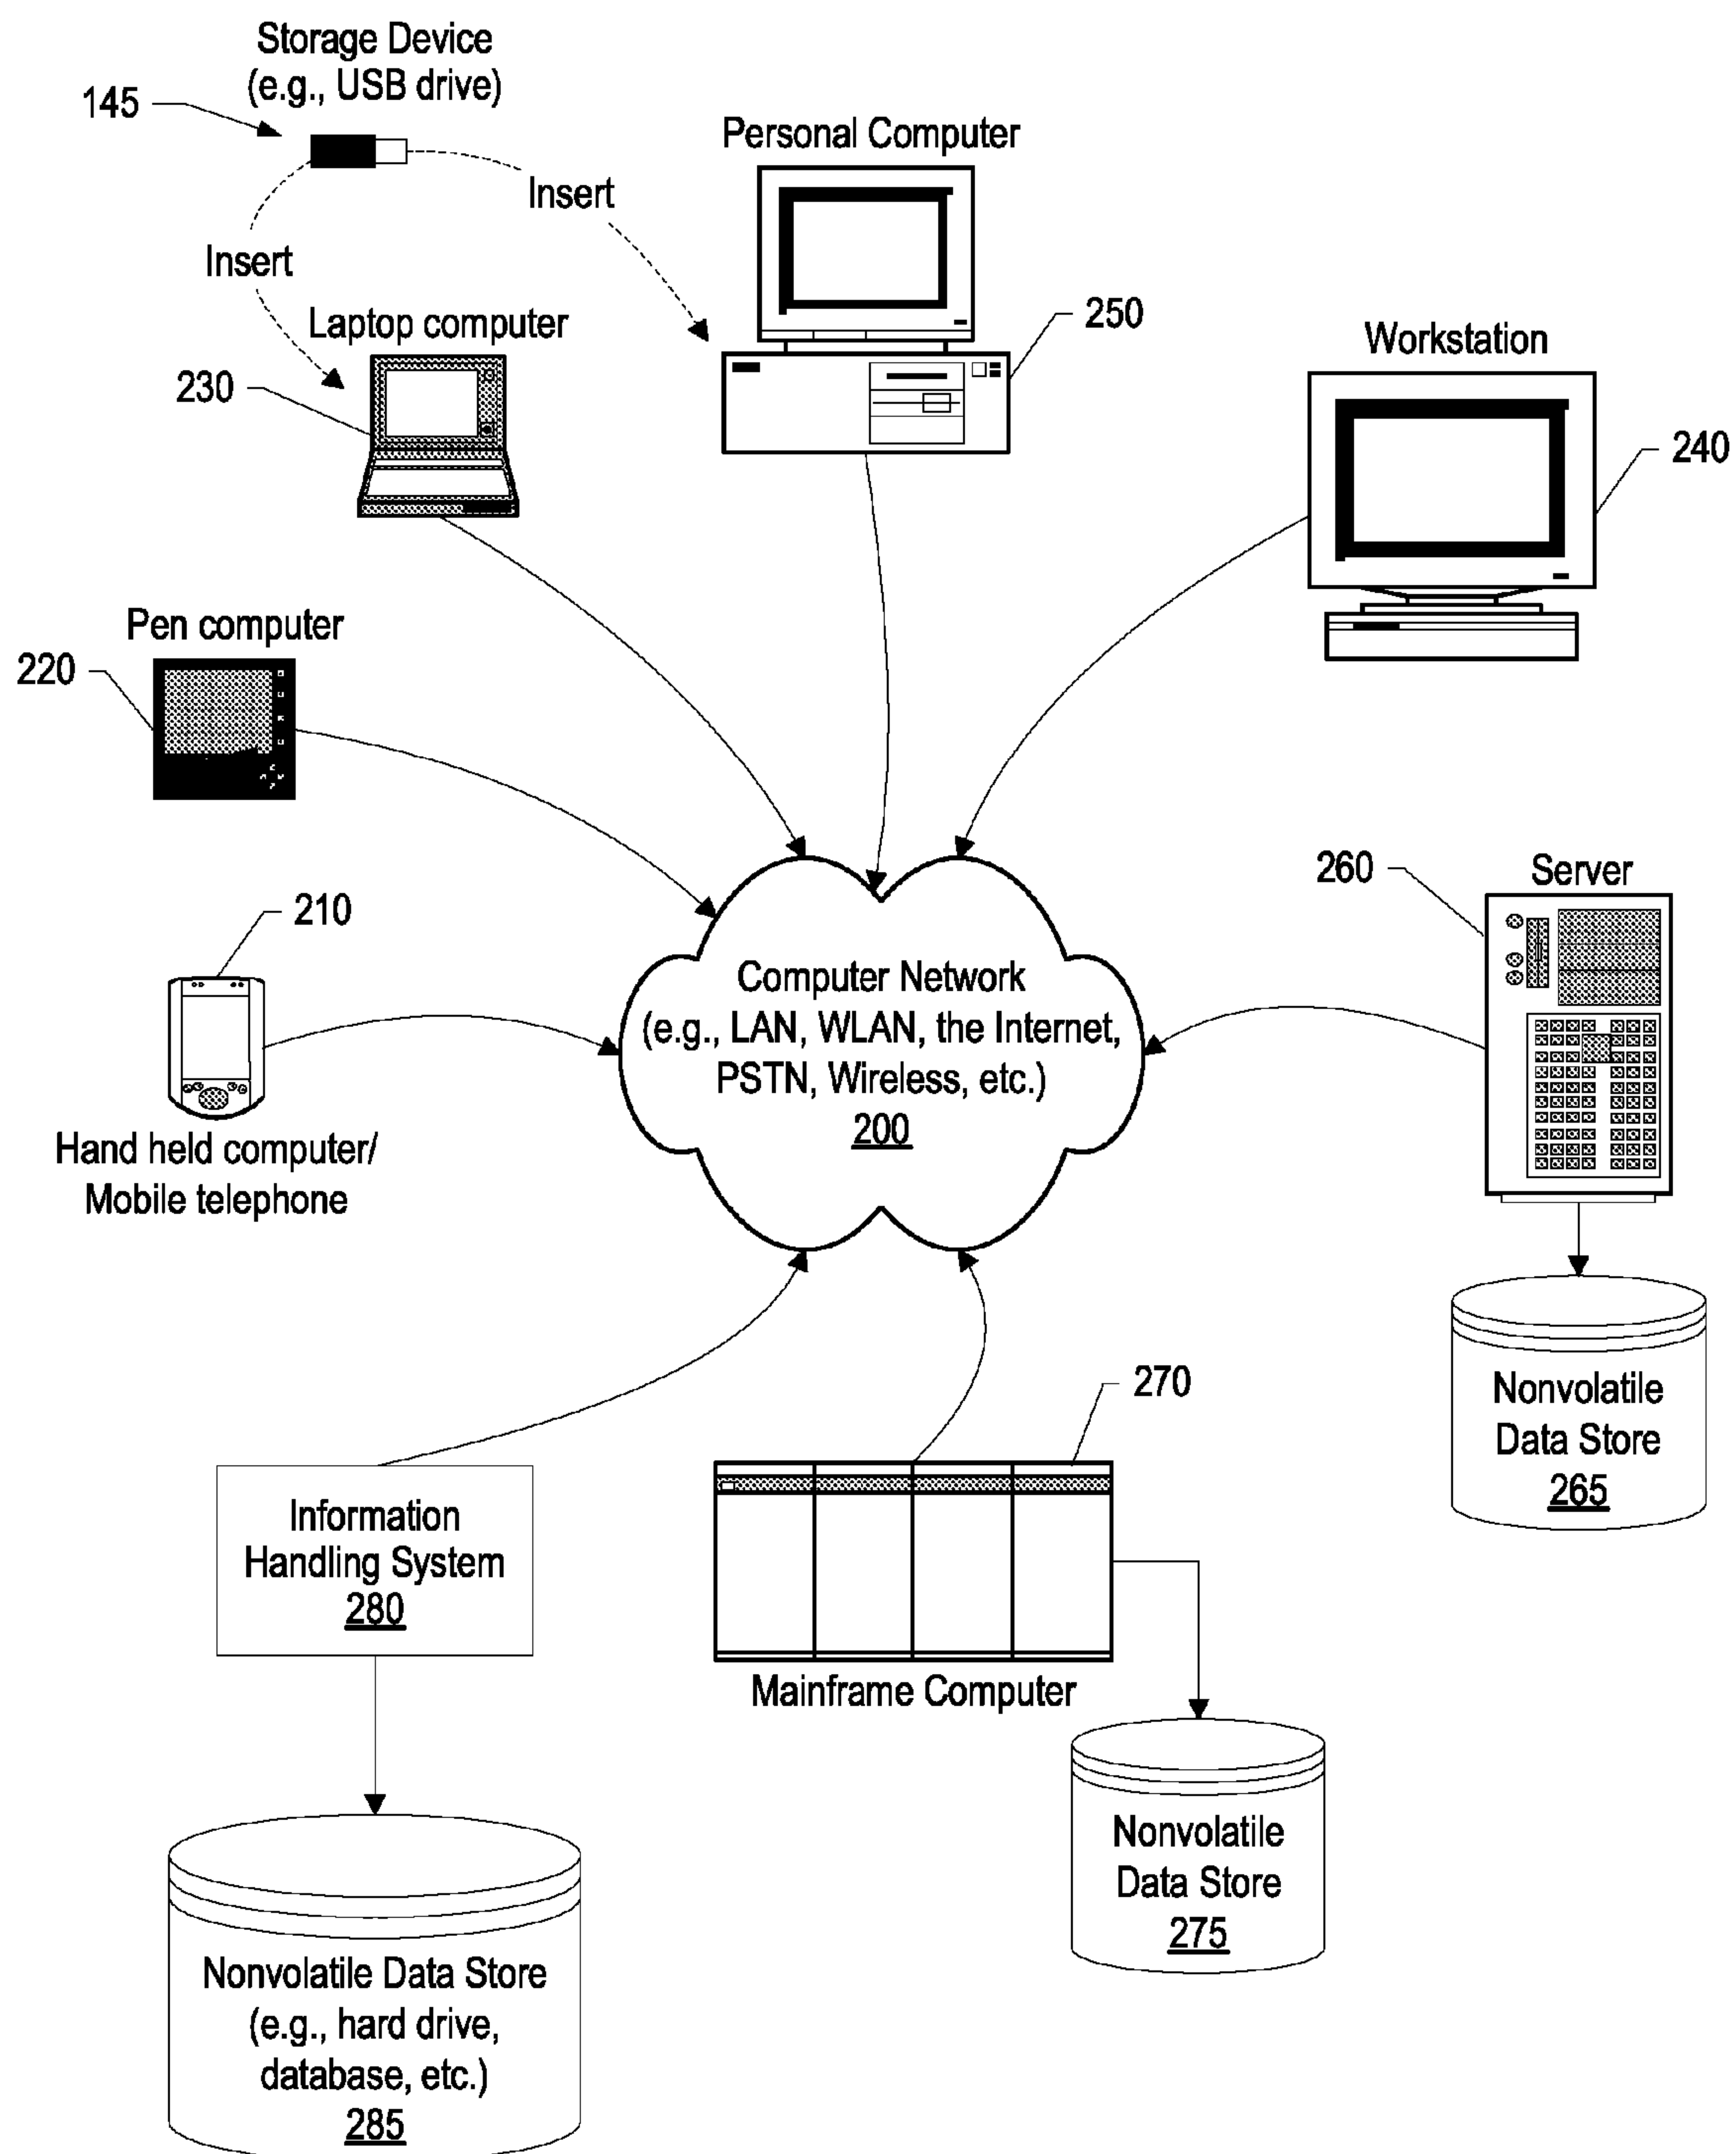 Storage Device
(e.g., USB drive)
145
Insert
Insert
Personal Computer
250
Laptop computer
230
Workstation
240
Pen computer
220
210
Hand held computer/
Mobile telephone
Computer Network
(e.g., LAN, WLAN, the Internet,
PSTN, Wireless, etc.)
200
260
Server
Nonvolatile
Data Store
265
270
Mainframe Computer
Nonvolatile
Data Store
275
Information
Handling System
280
Nonvolatile Data Store
(e.g., hard drive,
database, etc.)
285